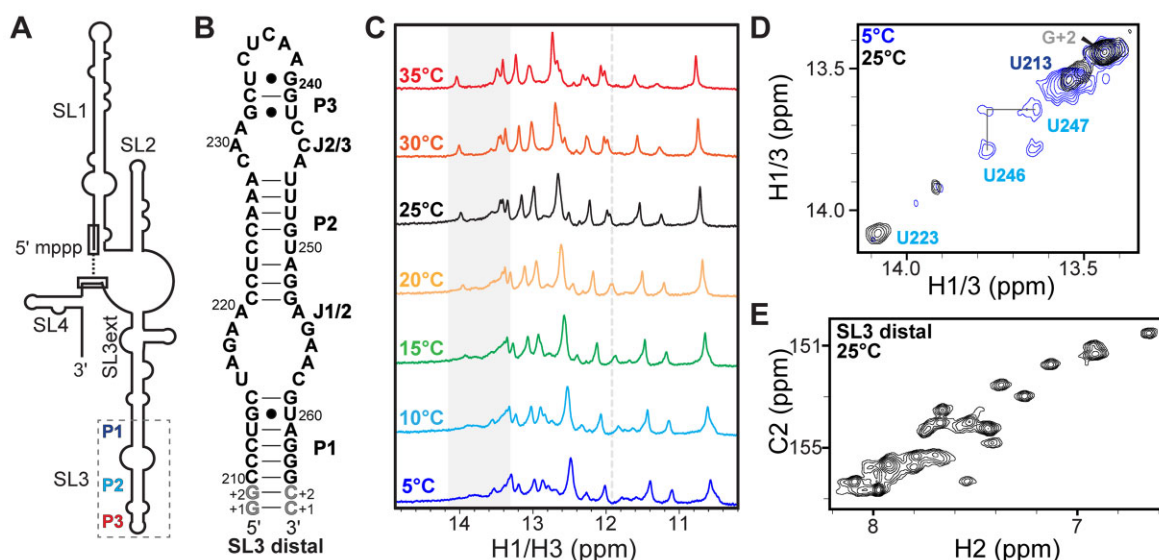 A
SL1
SL2
5' mppp
SL4
3'
SL3ext
SL3
P1
P2
P3
B
U C A A
240
P3
230
J2/3
P2
250
220
J1/2
260
P1
210
+2 G – C +2
+1 G – C +1
5' 3'
SL3 distal
C
35°C
30°C
25°C
20°C
15°C
10°C
5°C
14 13 12 11
H1/H3 (ppm)
D
5°C
25°C
G+2
U213
U247
U246
U223
13.5
14.0
H1/3 (ppm)
14.0 13.5
H1/3 (ppm)
E
SL3 distal
25°C
151
155
C2 (ppm)
8 7
H2 (ppm)